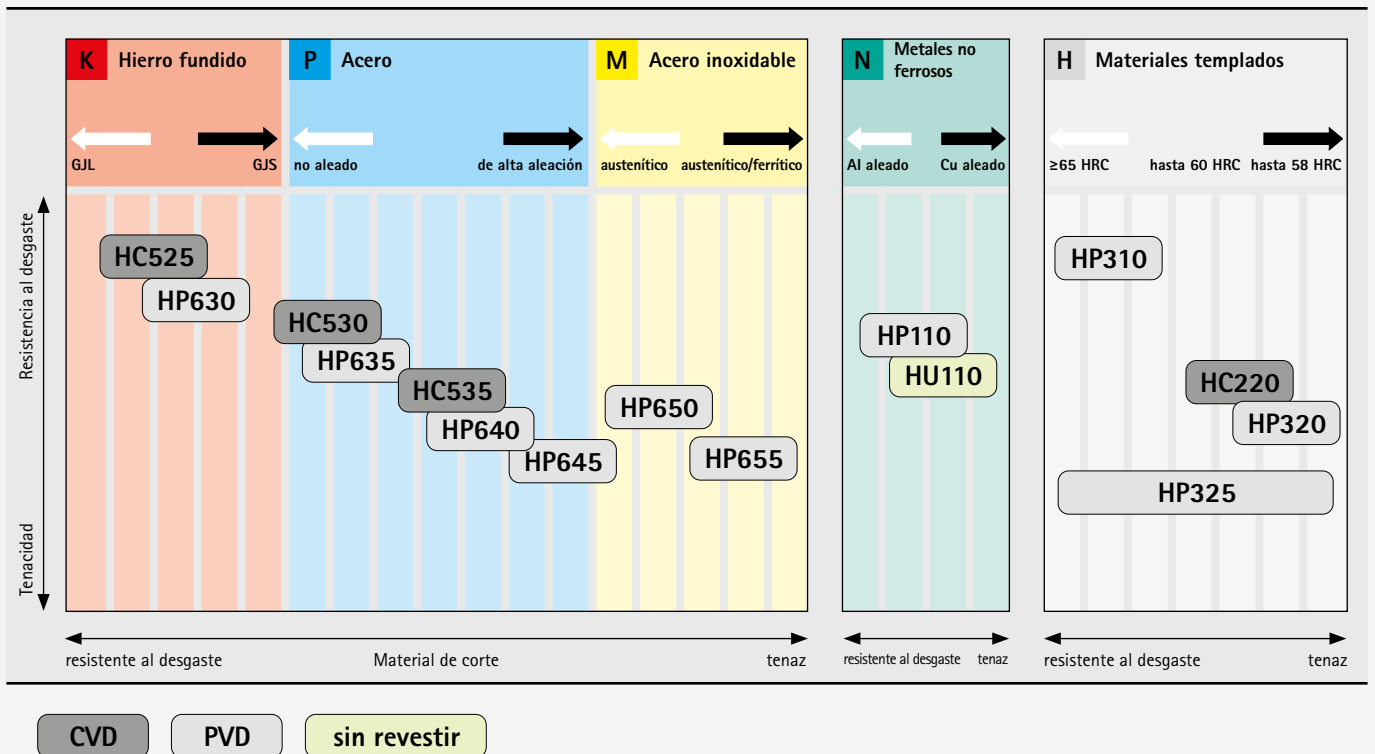 K Hierro fundido
P Acero
M Acero inoxidable
N Metales no
ferrosos
H Materiales templados
GJL GJS
no aleado de alta aleación
austenítico austenítico/ferrítico
Al aleado Cu aleado
≥65 HRC hasta 60 HRC hasta 58 HRC
Resistencia al desgaste
Tenacidad
HC525
HP630
HC530
HP635
HC535
HP640
HP645
HP650
HP655
HP110
HU110
HP310
HC220
HP320
HP325
resistente al desgaste Material de corte tenaz
resistente al desgaste tenaz
resistente al desgaste tenaz
CVD PVD sin revestir